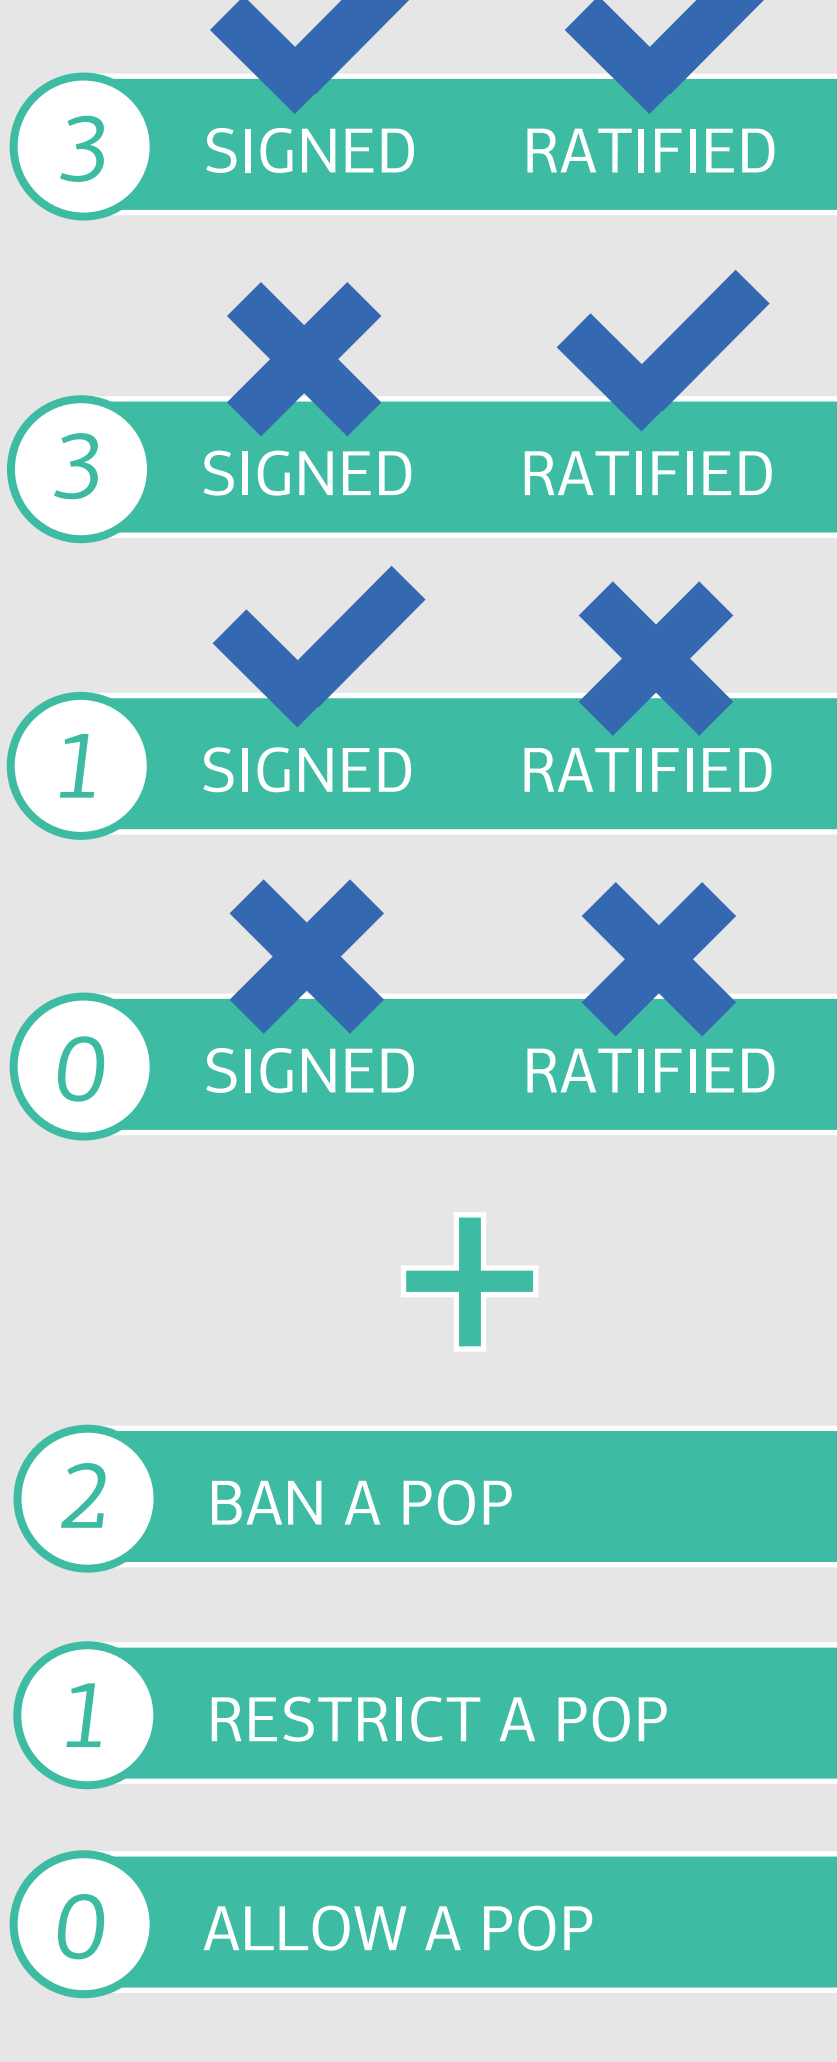 3 SIGNED RATIFIED
3 SIGNED RATIFIED
1 SIGNED RATIFIED
0 SIGNED RATIFIED
2 BAN A POP
1 RESTRICT A POP
0 ALLOW A POP